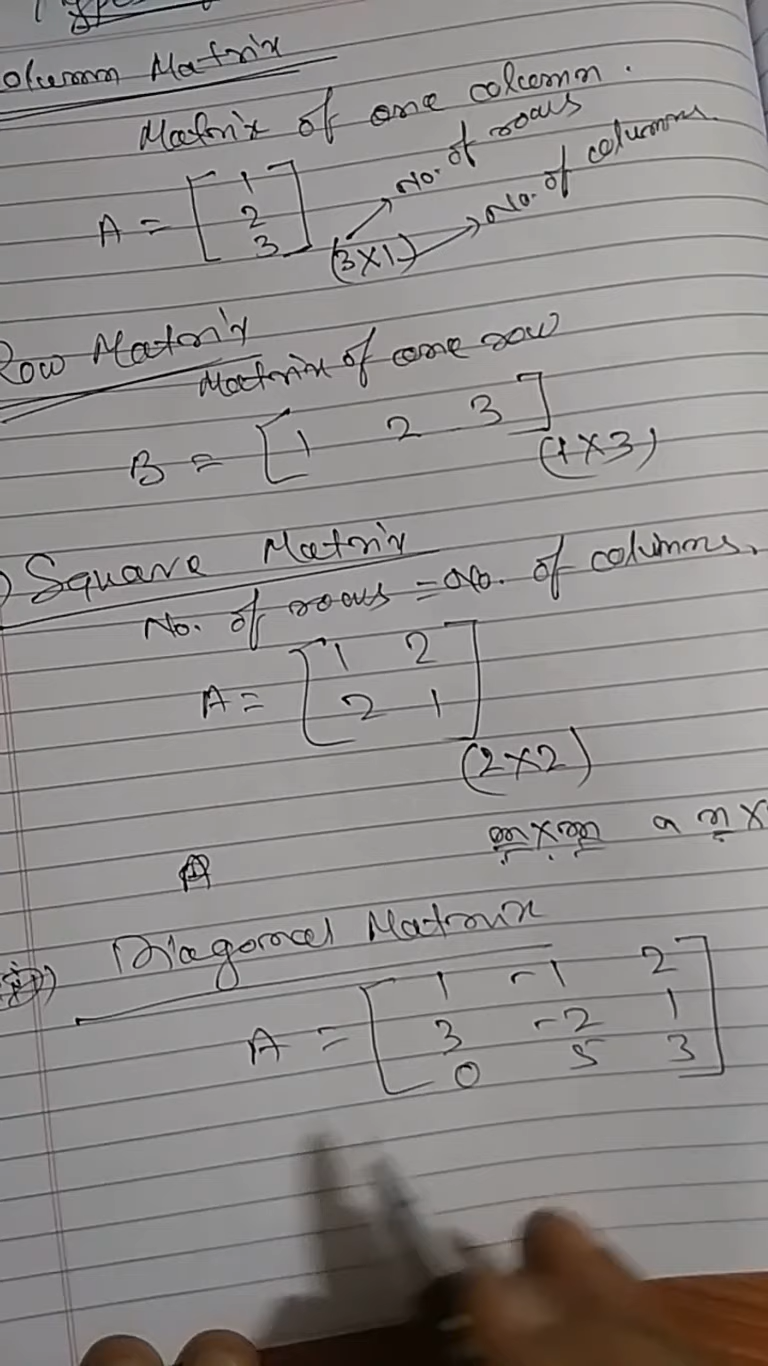 olumn Matrix
Matrix of one column.
A = [1 2 3] (3×1) → No. of rows → No. of columns.
Row Matrix
Matrix of one row
B = [1 2 3] (1×3)
Square Matrix
No. of rows = No. of columns.
A = [1 2
2 1] (2×2)
m×m n×
A
Diagonal Matrix
A = [1 -1 2
3 -2 1
0 5 3]